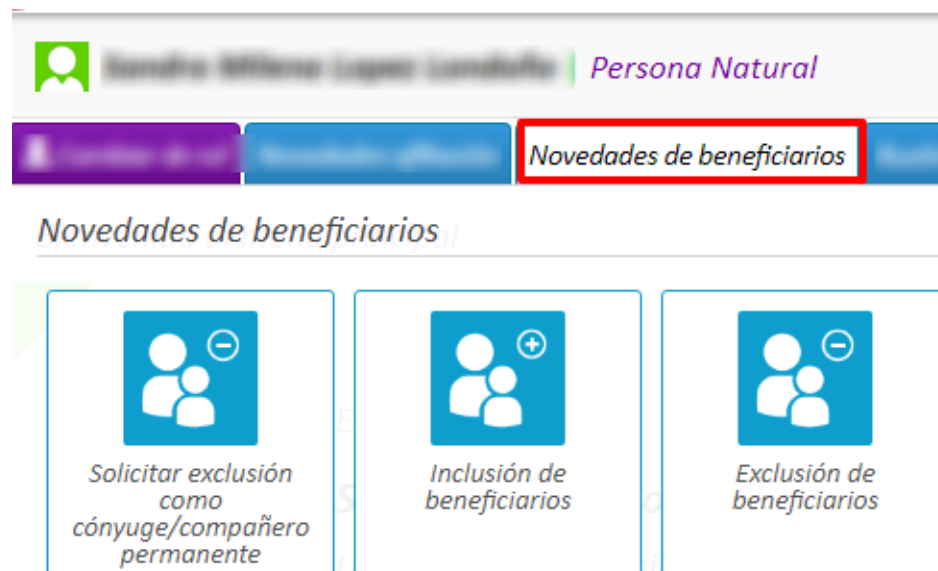 Persona Natural
Novedades de beneficiarios
Novedades de beneficiarios
Solicitar exclusión
como
cónyuge/compañero
permanente
Inclusión de
beneficiarios
Exclusión de
beneficiarios